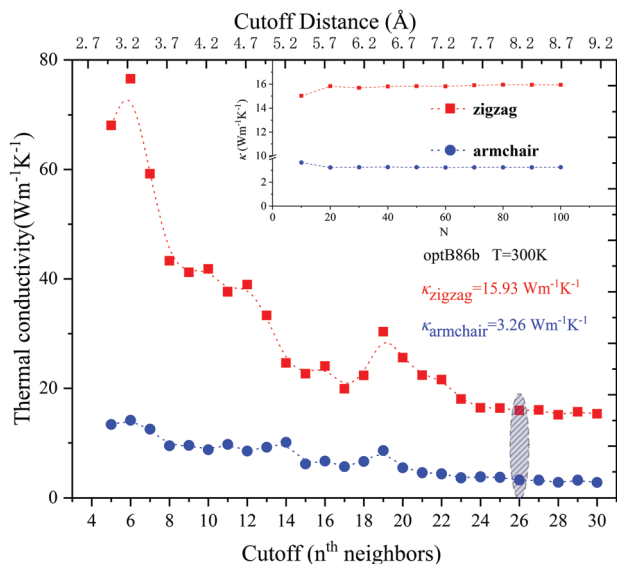 Cutoff Distance (Å)
2.7 3.2 3.7 4.2 4.7 5.2 5.7 6.2 6.7 7.2 7.7 8.2 8.7 9.2
80
60
40
20
0
Thermal conductivity(Wm⁻¹K⁻¹)
16
14
12
10
2
0
κ (Wm⁻¹K⁻¹)
0 20 40 60 80 100
N
zigzag
armchair
optB86b T=300K
κzigzag=15.93 Wm⁻¹K⁻¹
κarmchair=3.26 Wm⁻¹K⁻¹
4 6 8 10 12 14 16 18 20 22 24 26 28 30
Cutoff (nᵗʰ neighbors)